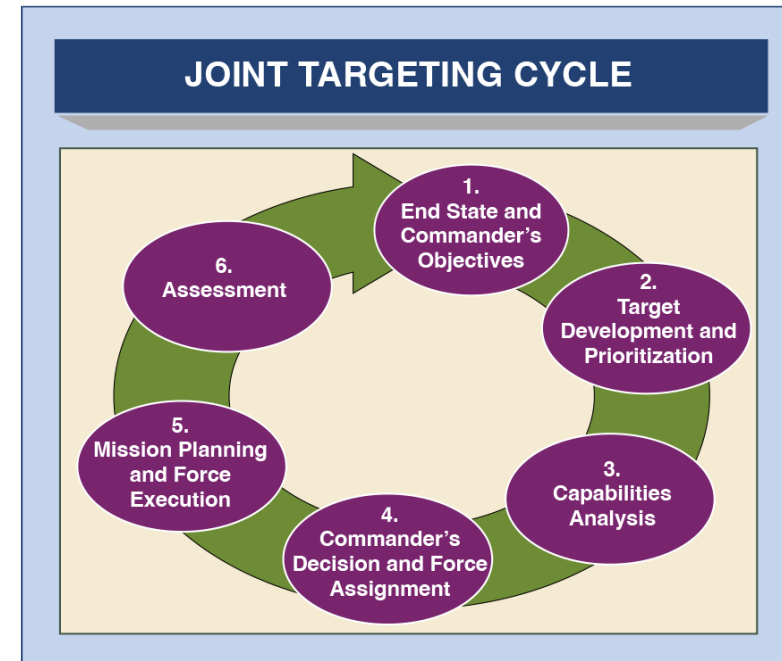 JOINT TARGETING CYCLE
1.
End State and
Commander's
Objectives
2.
Target
Development and
Prioritization
3.
Capabilities
Analysis
4.
Commander's
Decision and Force
Assignment
5.
Mission Planning
and Force
Execution
6.
Assessment